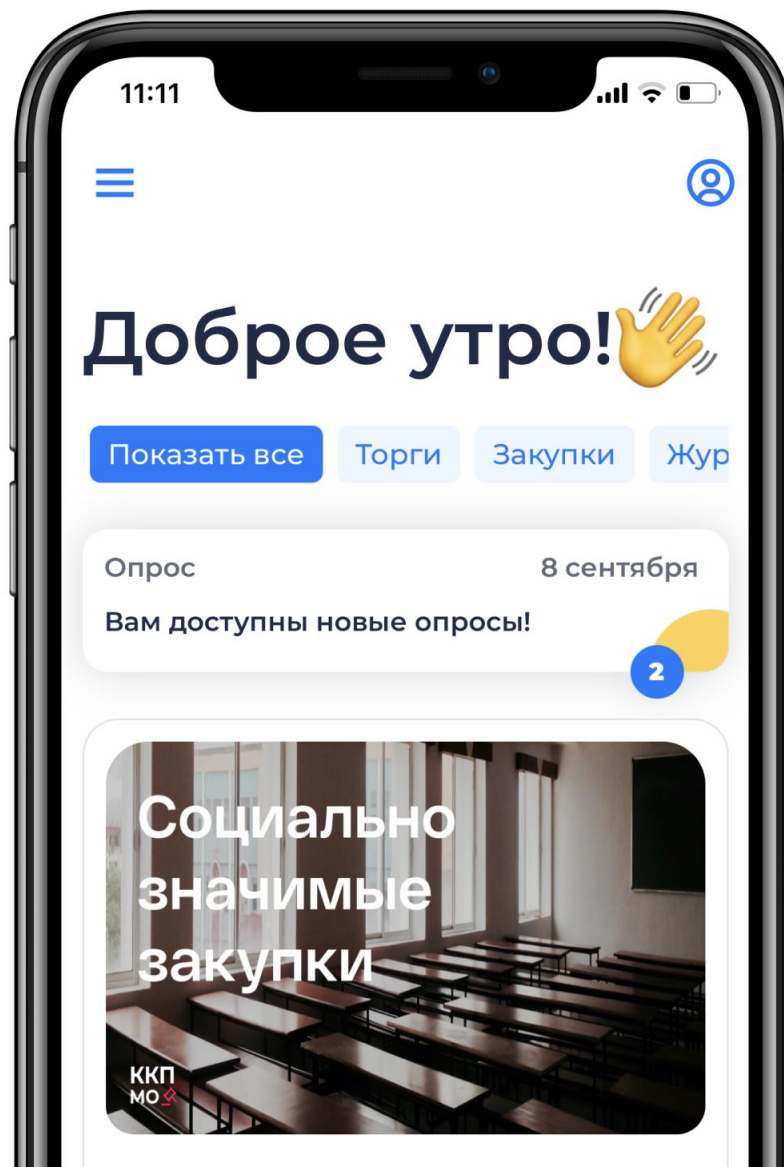 11:11
Доброе утро!
Показать все Торги Закупки Жур
Опрос 8 сентября
Вам доступны новые опросы!
2
Социально
значимые
закупки
ККП
МО